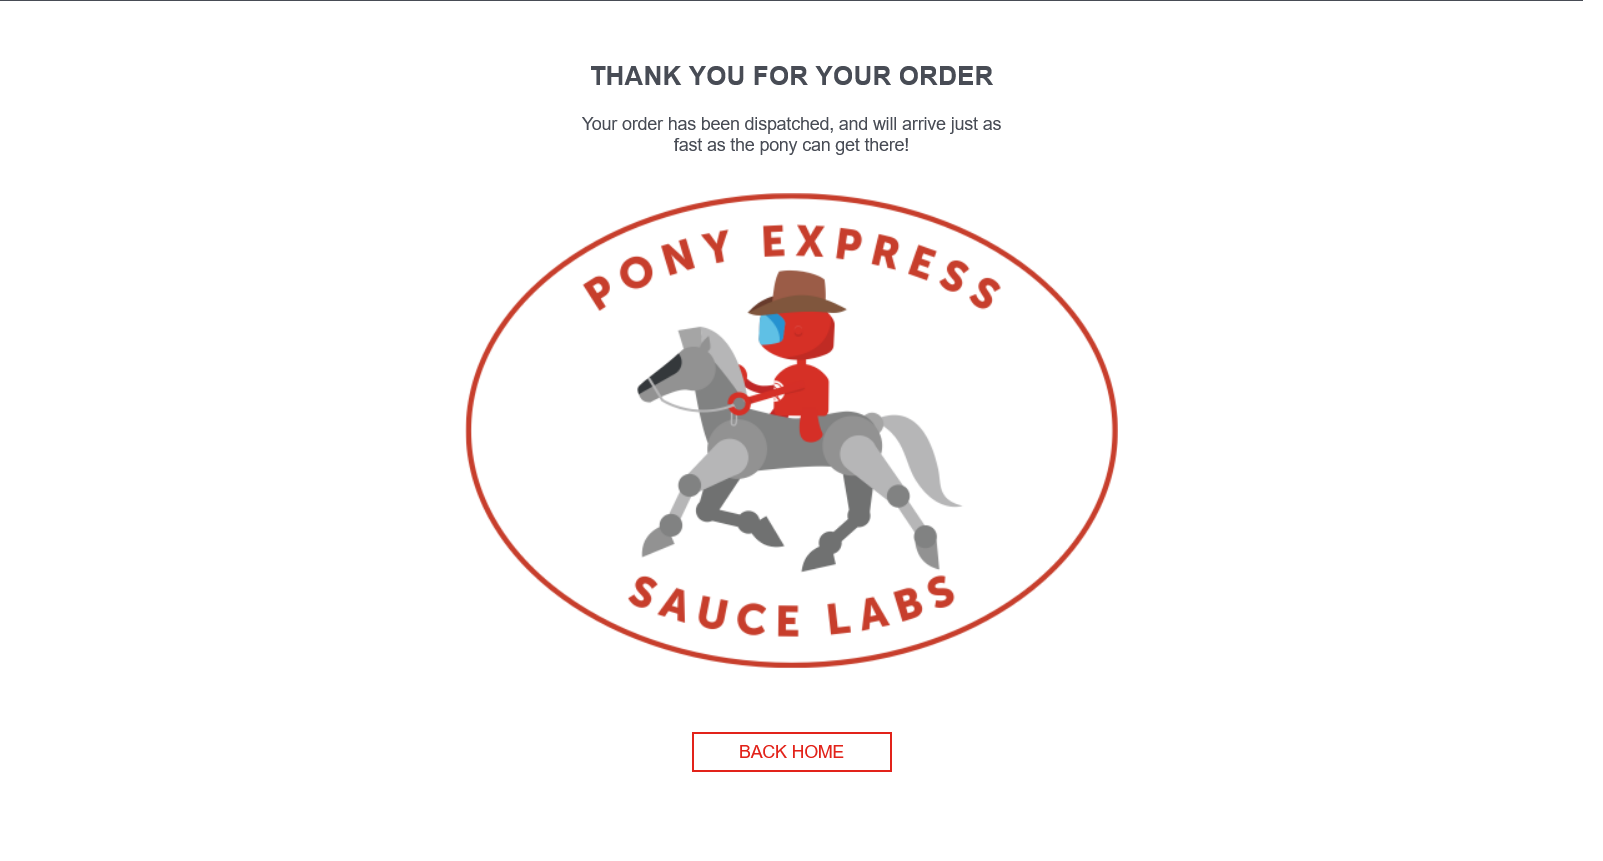 THANK YOU FOR YOUR ORDER
Your order has been dispatched, and will arrive just as
fast as the pony can get there!
PONY EXPRESS
SAUCE LABS
BACK HOME